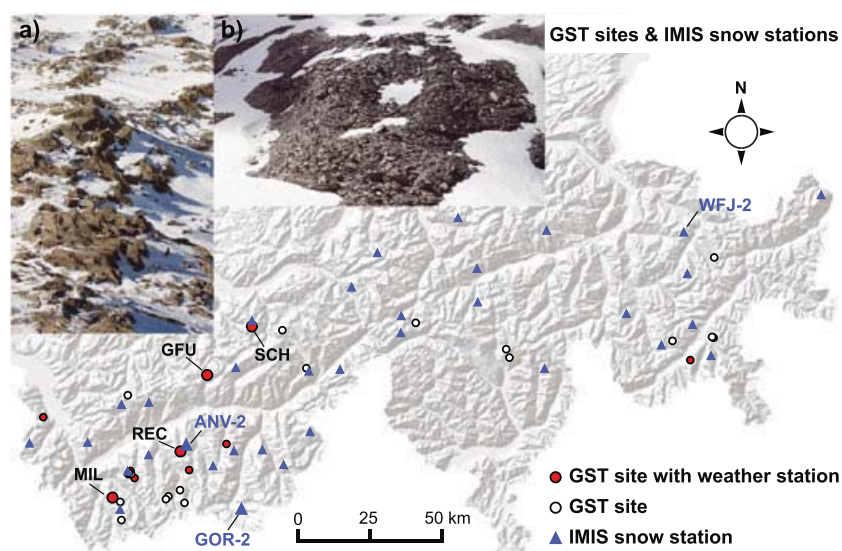 a)
b)
GST sites & IMIS snow stations
N
WFJ-2
SCH
GFU
ANV-2
REC
MIL
GOR-2
0 25 50 km
GST site with weather station
GST site
IMIS snow station